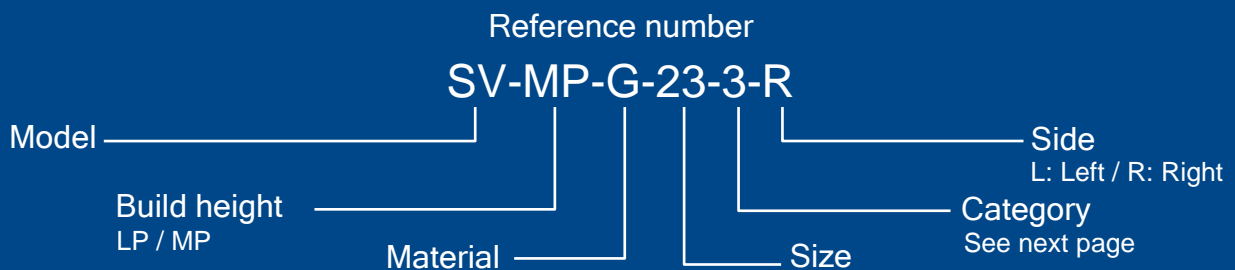 Reference number
SV-MP-G-23-3-R
Model
Side
L: Left / R: Right
Build height
LP / MP
Category
See next page
Material
Size